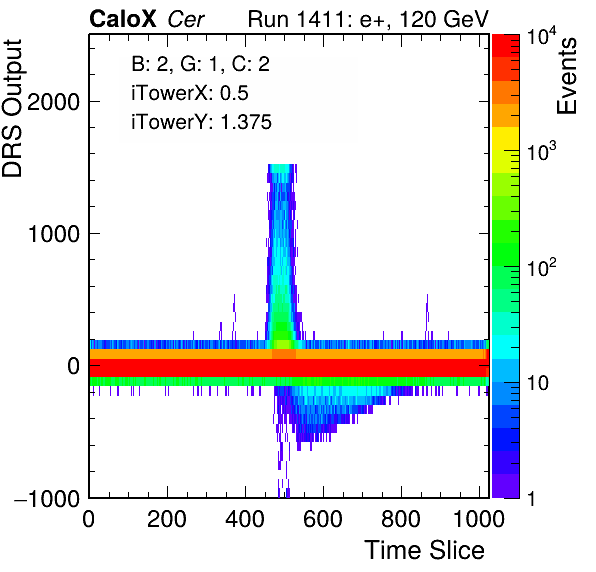 CaloX Cer Run 1411: e+, 120 GeV
B: 2, G: 1, C: 2
iTowerX: 0.5
iTowerY: 1.375
DRS Output
2000
1000
0
−1000
0 200 400 600 800 1000
Time Slice
Events
10^4
10^3
10^2
10
1